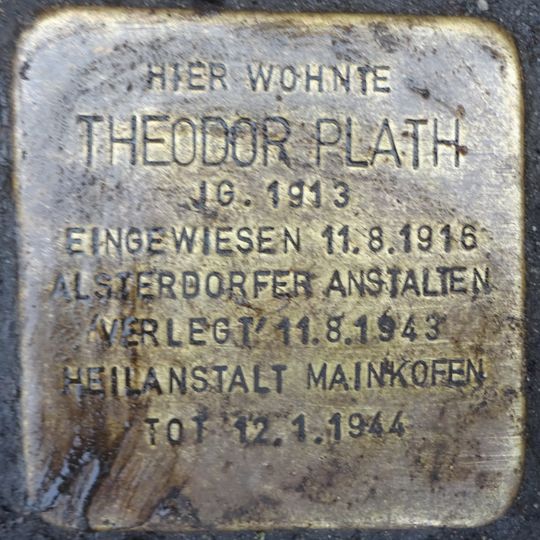 HIER WOHNTE
THEODOR PLATH
JG. 1913
EINGEWIESEN 11.8.1916
ALSTERDORFER ANSTALTEN
'VERLEGT' 11.8.1943
HEILANSTALT MAINKOFEN
TOT 12.1.1944